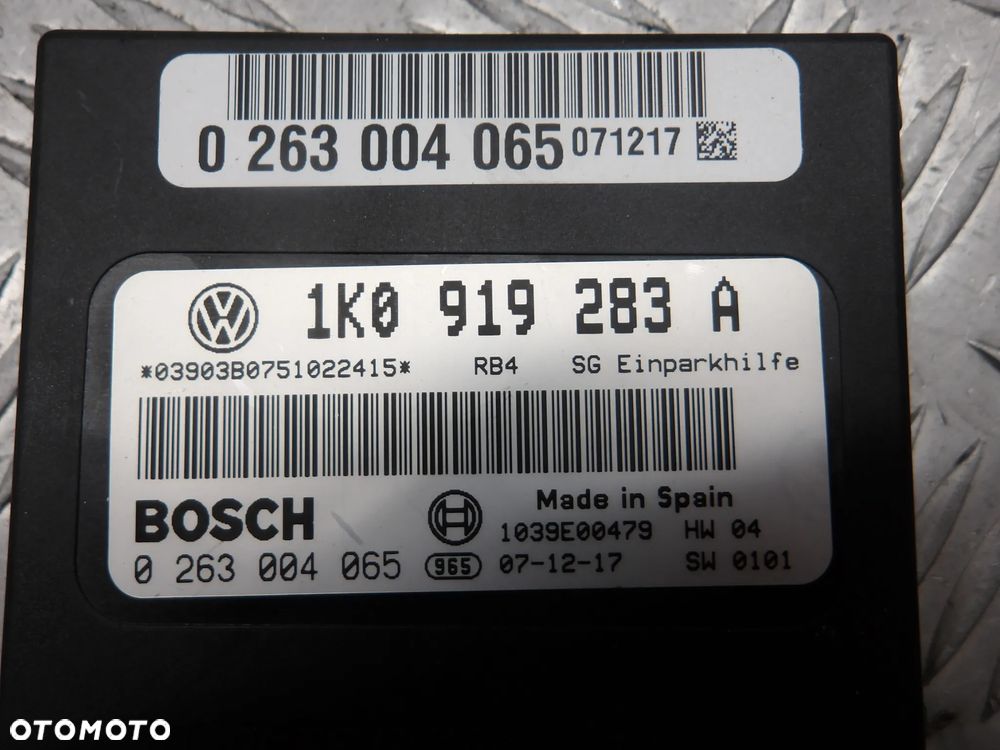 0 263 004 065 071217
1K0 919 283 A
*03903B0751022415* RB4 SG Einparkhilfe
BOSCH
Made in Spain
1039E00479 HW 04
0 263 004 065 965 07-12-17 SW 0101
OTOMOTO